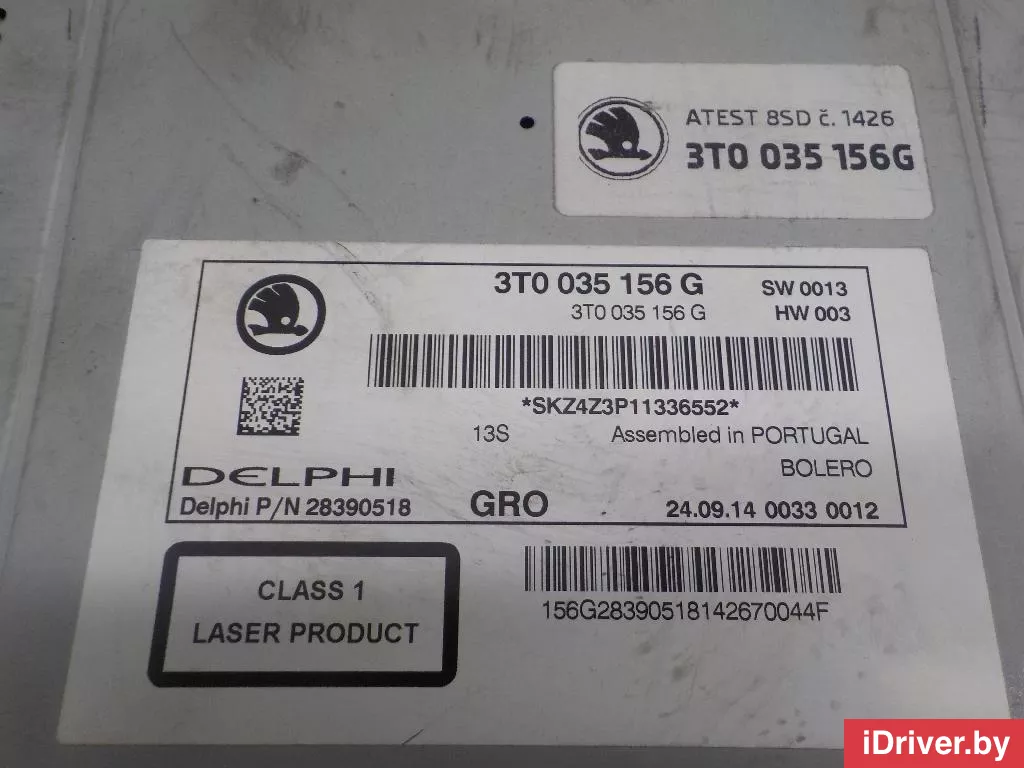 ATEST 8SD č. 1426
3T0 035 156G
3T0 035 156 G
SW 0013
3T0 035 156 G
HW 003
*SKZ4Z3P11336552*
13S
Assembled in PORTUGAL
DELPHI
BOLERO
Delphi P/N 28390518
GRO
24.09.14 0033 0012
CLASS 1
LASER PRODUCT
156G28390518142670044F
iDriver.by